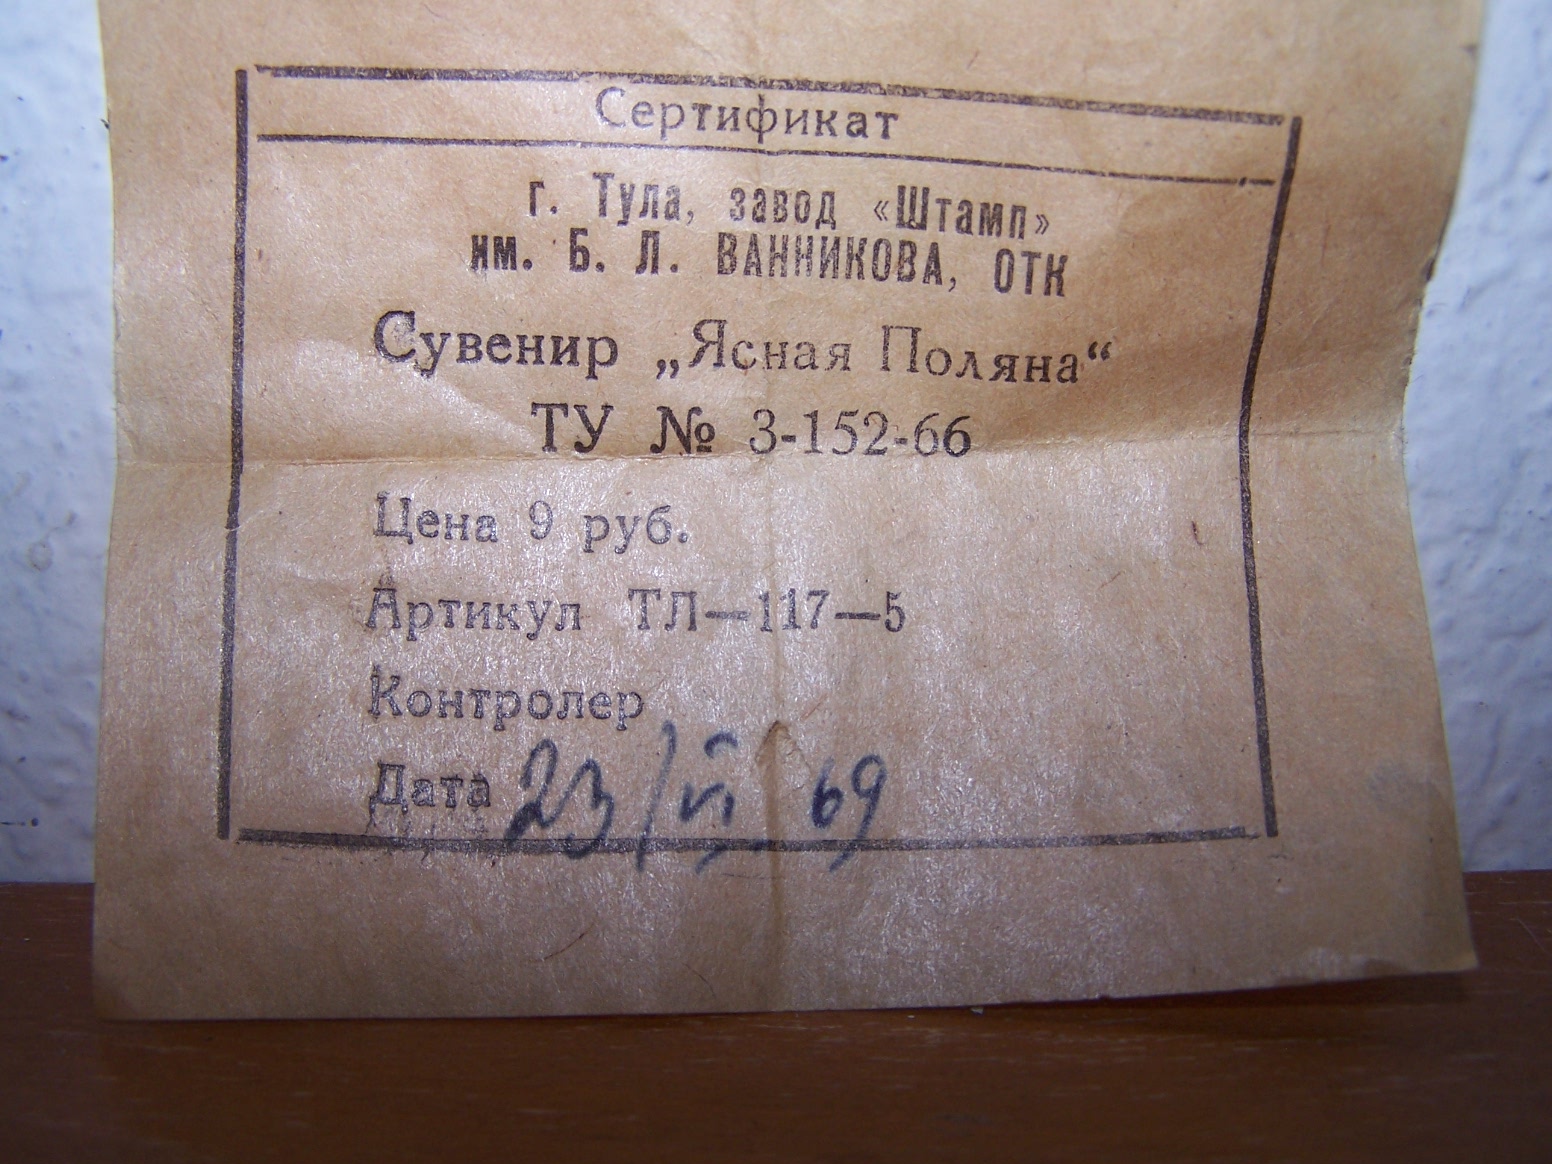 Сертификат
г. Тула, завод «Штамп»
им. Б. Л. ВАННИКОВА, ОТК
Сувенир „Ясная Поляна“
ТУ № 3-152-66
Цена 9 руб.
Артикул ТЛ—117—5
Контролер
Дата 23/VI 69